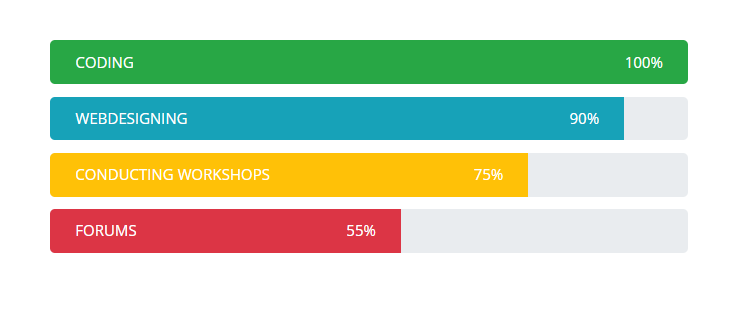 CODING 100%
WEBDESIGNING 90%
CONDUCTING WORKSHOPS 75%
FORUMS 55%